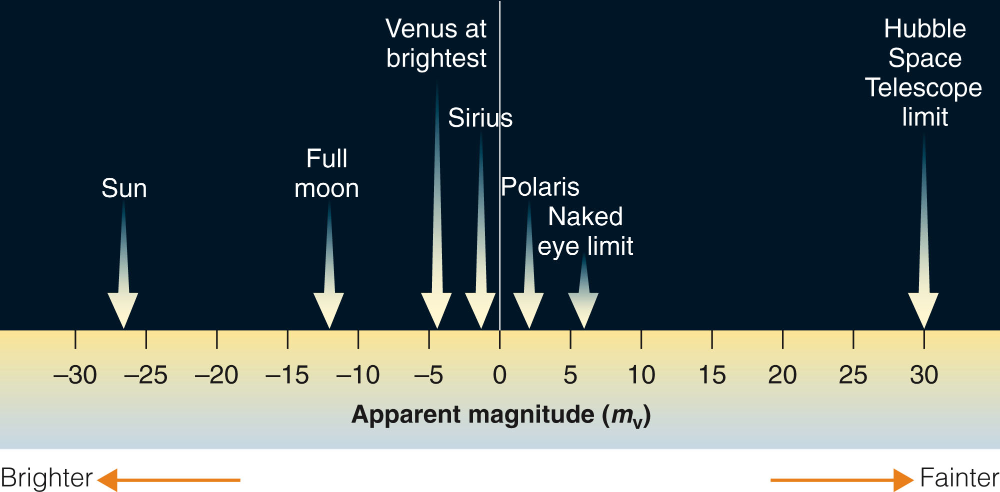 Venus at
brightest
Hubble
Space
Telescope
limit
Sirius
Full
moon
Sun
Polaris
Naked
eye limit
–30 –25 –20 –15 –10 –5 0 5 10 15 20 25 30
Apparent magnitude (mv)
Brighter Fainter